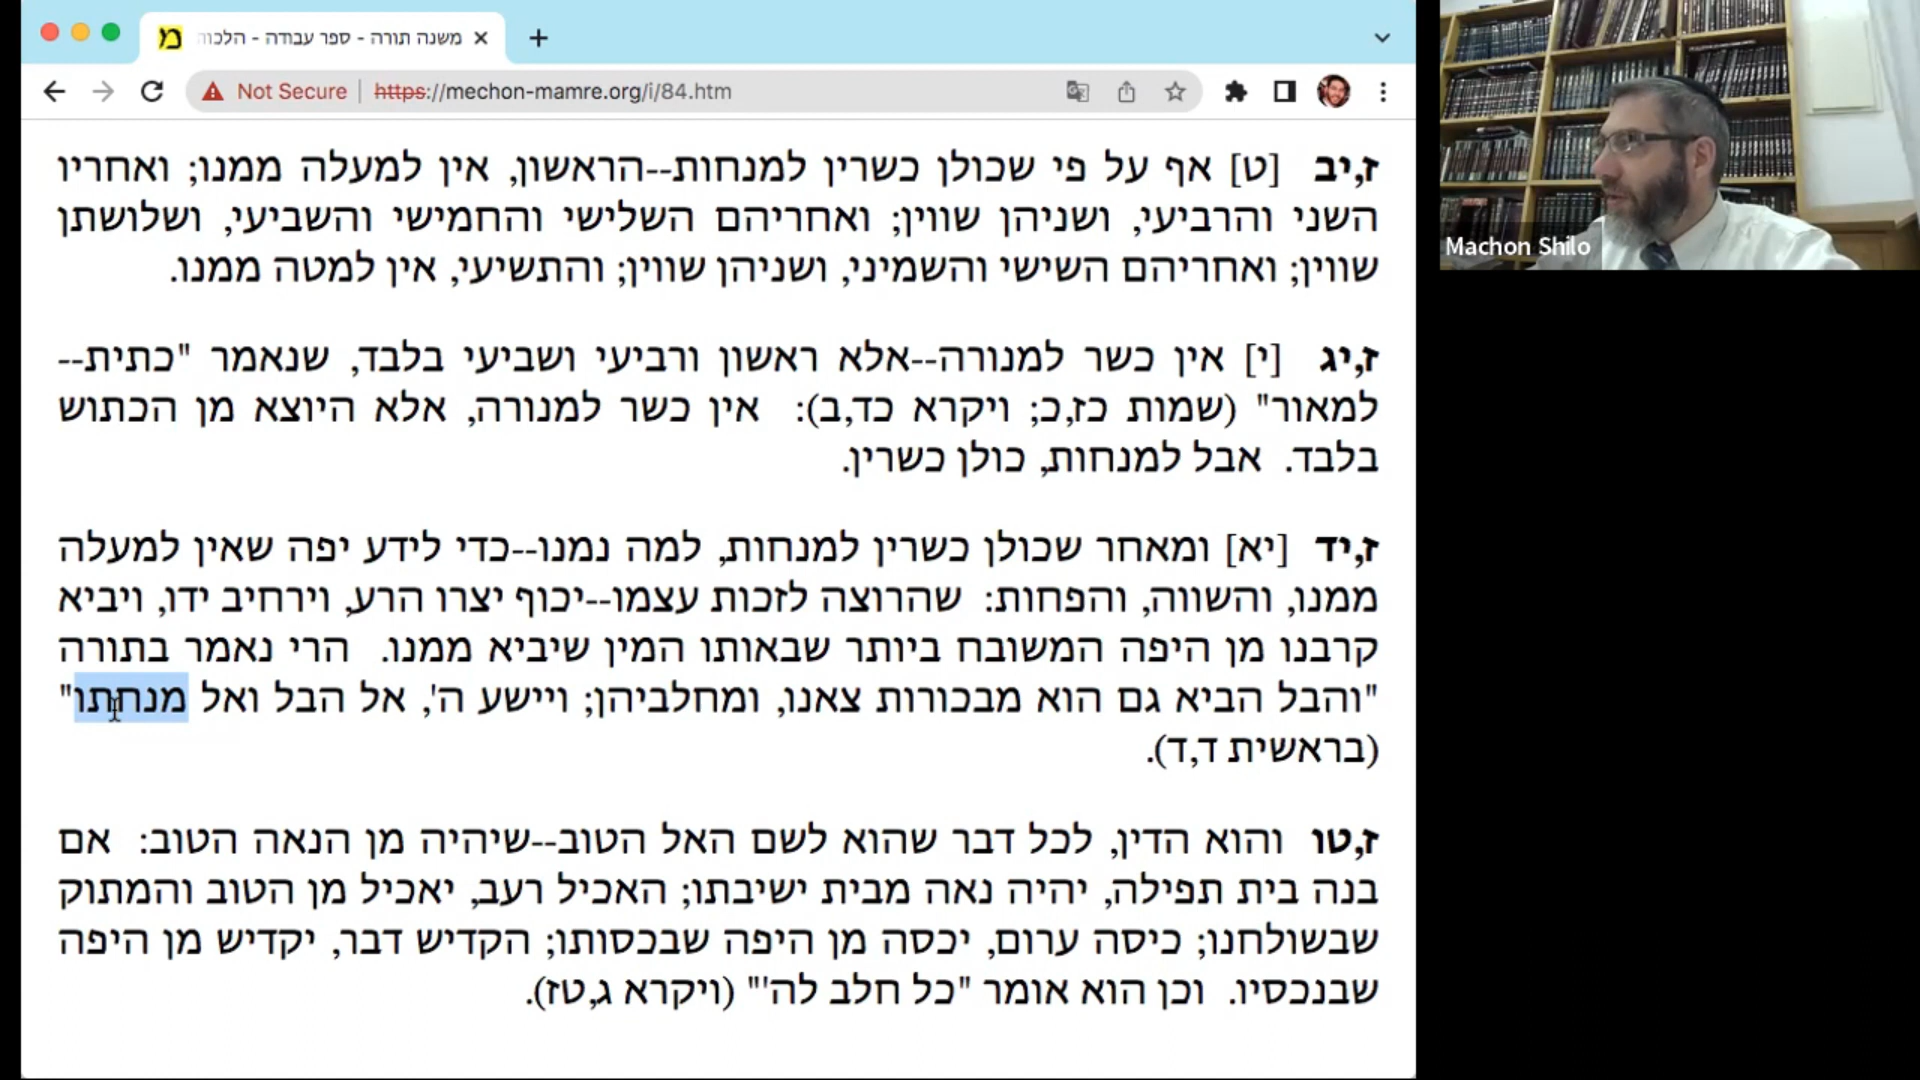 משנה תורה - ספר עבודה - הלכות
Not Secure
https://mechon-mamre.org/i/84.htm
Machon Shilo
ז,יב [ט] אף על פי שכולן כשרין למנחות--הראשון, אין למעלה ממנו; ואחריו
השני והרביעי, ושניהן שווין; ואחריהם השלישי והחמישי והשביעי, ושלושתן
שווין; ואחריהם השישי והשמיני, ושניהן שווין; והתשיעי, אין למטה ממנו.
ז,יג [י] אין כשר למנורה--אלא ראשון ורביעי ושביעי בלבד, שנאמר "כתית--
למאור" (שמות כז,כ; ויקרא כד,ב): אין כשר למנורה, אלא היוצא מן הכתוש
בלבד. אבל למנחות, כולן כשרין.
ז,יד [יא] ומאחר שכולן כשרין למנחות, למה נמנו--כדי לידע יפה שאין למעלה
ממנו, והשווה, והפחות: שהרוצה לזכות עצמו--יכוף יצרו הרע, וירחיב ידו, ויביא
קרבנו מן היפה המשובח ביותר שבאותו המין שיביא ממנו. הרי נאמר בתורה
"והבל הביא גם הוא מבכורות צאנו, ומחלביהן; ויישע ה', אל הבל ואל מנחתו"
(בראשית ד,ד).
ז,טו והוא הדין, לכל דבר שהוא לשם האל הטוב--שיהיה מן הנאה הטוב: אם
בנה בית תפילה, יהיה נאה מבית ישיבתו; האכיל רעב, יאכיל מן הטוב והמתוק
שבשולחנו; כיסה ערום, יכסה מן היפה שבכסותו; הקדיש דבר, יקדיש מן היפה
שבנכסיו. וכן הוא אומר "כל חלב לה'" (ויקרא ג,טז).